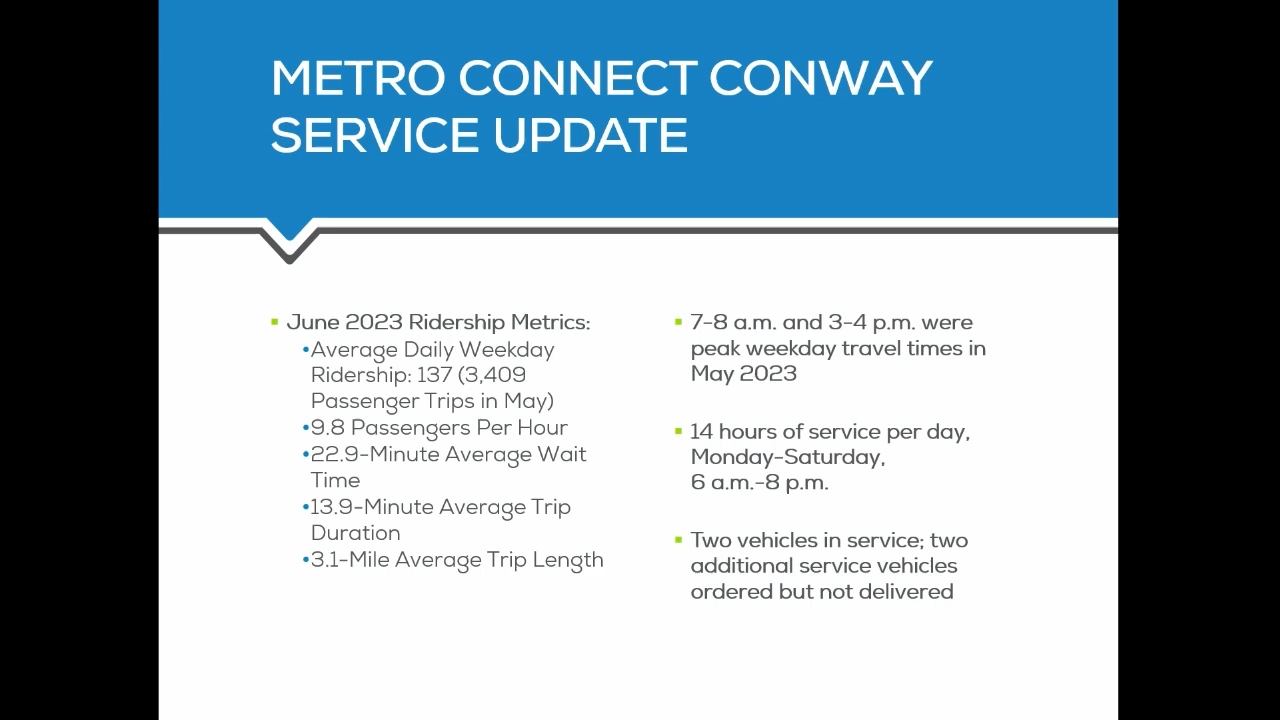 METRO CONNECT CONWAY
SERVICE UPDATE
▪ June 2023 Ridership Metrics:
•Average Daily Weekday
Ridership: 137 (3,409
Passenger Trips in May)
•9.8 Passengers Per Hour
•22.9-Minute Average Wait
Time
•13.9-Minute Average Trip
Duration
•3.1-Mile Average Trip Length
▪ 7-8 a.m. and 3-4 p.m. were
peak weekday travel times in
May 2023
▪ 14 hours of service per day,
Monday-Saturday,
6 a.m.-8 p.m.
▪ Two vehicles in service; two
additional service vehicles
ordered but not delivered